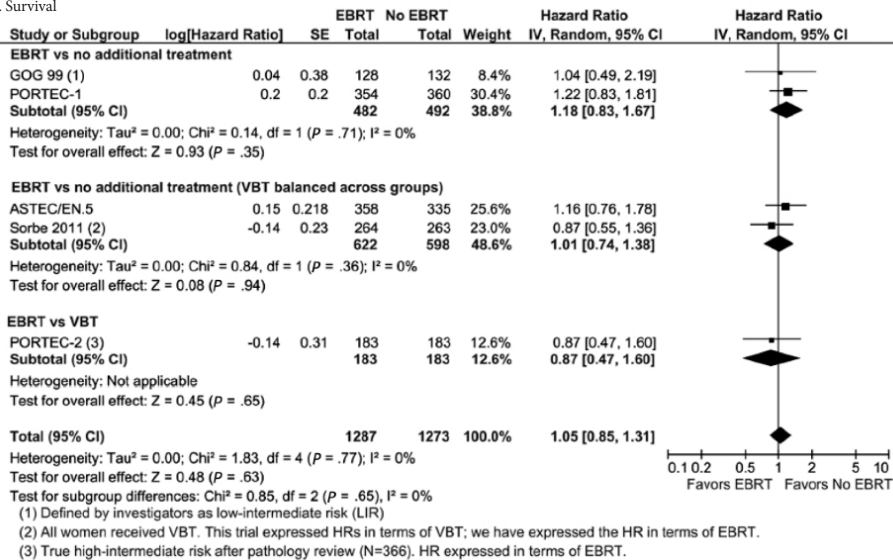 . Survival
EBRT No EBRT Hazard Ratio Hazard Ratio
Study or Subgroup log[Hazard Ratio] SE Total Total Weight IV, Random, 95% CI IV, Random, 95% CI
EBRT vs no additional treatment
GOG 99 (1) 0.04 0.38 128 132 8.4% 1.04 [0.49, 2.19]
PORTEC-1 0.2 0.2 354 360 30.4% 1.22 [0.83, 1.81]
Subtotal (95% CI) 482 492 38.8% 1.18 [0.83, 1.67]
Heterogeneity: Tau² = 0.00; Chi² = 0.14, df = 1 (P = .71); I² = 0%
Test for overall effect: Z = 0.93 (P = .35)
EBRT vs no additional treatment (VBT balanced across groups)
ASTEC/EN.5 0.15 0.218 358 335 25.6% 1.16 [0.76, 1.78]
Sorbe 2011 (2) -0.14 0.23 264 263 23.0% 0.87 [0.55, 1.36]
Subtotal (95% CI) 622 598 48.6% 1.01 [0.74, 1.38]
Heterogeneity: Tau² = 0.00; Chi² = 0.84, df = 1 (P = .36); I² = 0%
Test for overall effect: Z = 0.08 (P = .94)
EBRT vs VBT
PORTEC-2 (3) -0.14 0.31 183 183 12.6% 0.87 [0.47, 1.60]
Subtotal (95% CI) 183 183 12.6% 0.87 [0.47, 1.60]
Heterogeneity: Not applicable
Test for overall effect: Z = 0.45 (P = .65)
Total (95% CI) 1287 1273 100.0% 1.05 [0.85, 1.31]
Heterogeneity: Tau² = 0.00; Chi² = 1.83, df = 4 (P = .77); I² = 0%
Test for overall effect: Z = 0.48 (P = .63)
Test for subgroup differences: Chi² = 0.85, df = 2 (P = .65), I² = 0%
0.1 0.2 0.5 1 2 5 10
Favors EBRT Favors No EBRT
(1) Defined by investigators as low-intermediate risk (LIR)
(2) All women received VBT. This trial expressed HRs in terms of VBT; we have expressed the HR in terms of EBRT.
(3) True high-intermediate risk after pathology review (N=366). HR expressed in terms of EBRT.